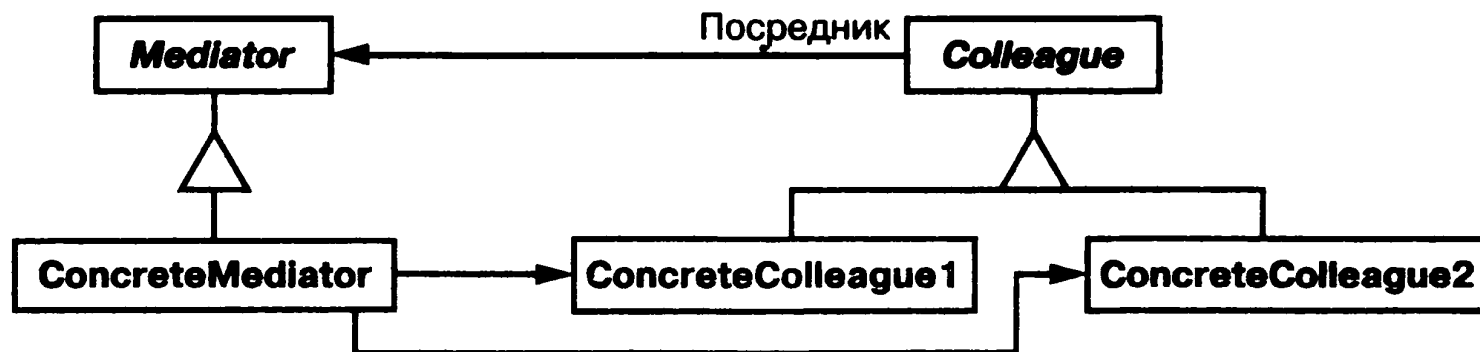 Посредник
Mediator
Colleague
ConcreteMediator
ConcreteColleague1
ConcreteColleague2